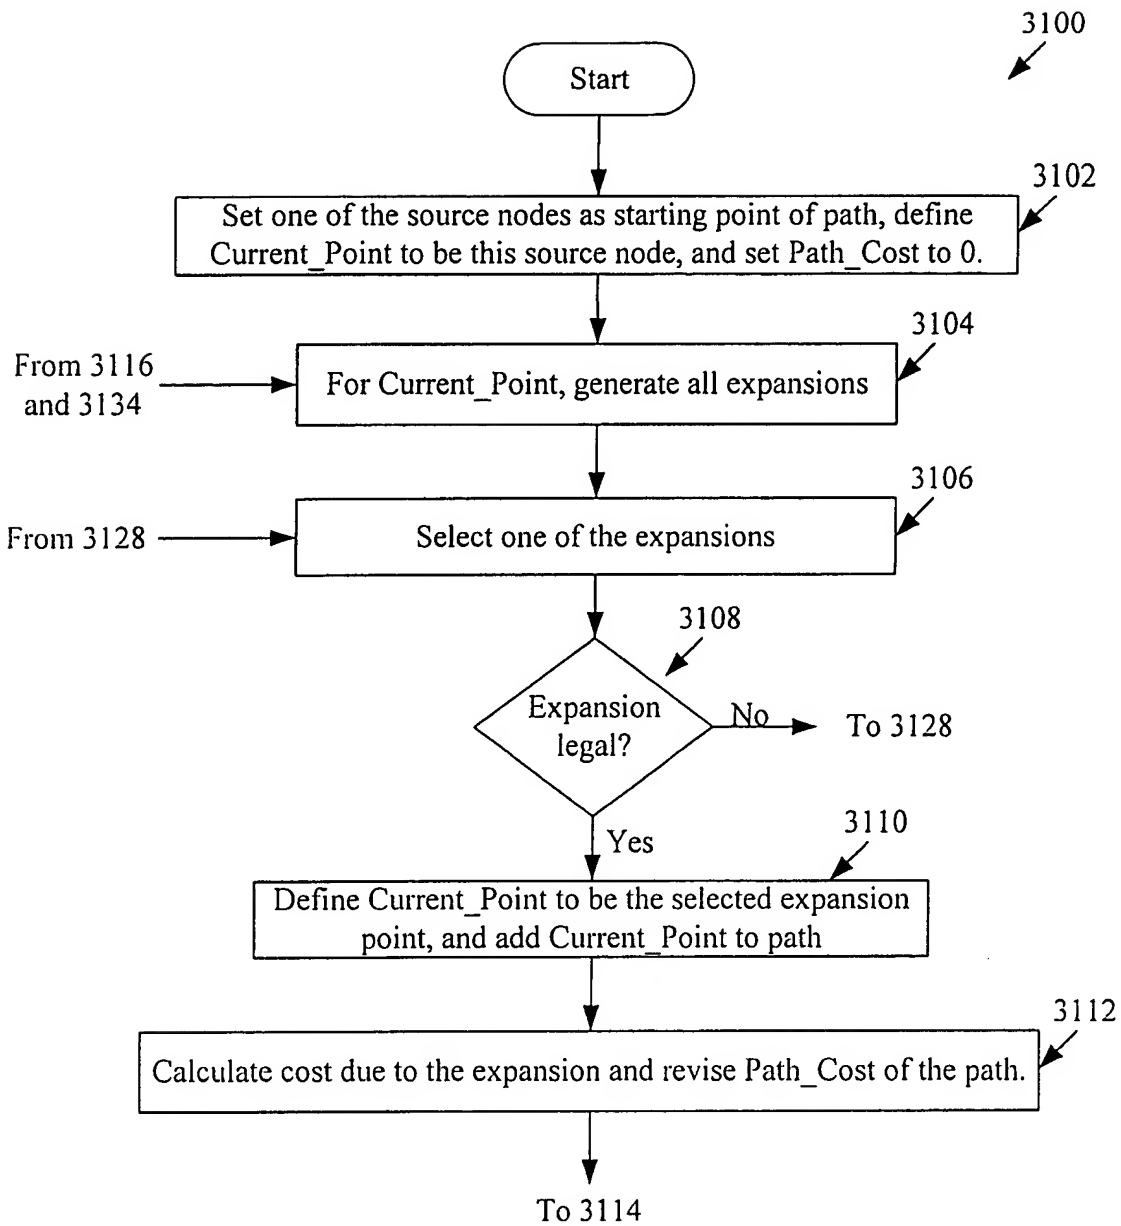 3100
Start
3102
Set one of the source nodes as starting point of path, define
Current_Point to be this source node, and set Path_Cost to 0.
3104
From 3116
and 3134
For Current_Point, generate all expansions
3106
From 3128
Select one of the expansions
3108
Expansion
legal?
No
To 3128
Yes
3110
Define Current_Point to be the selected expansion
point, and add Current_Point to path
3112
Calculate cost due to the expansion and revise Path_Cost of the path.
To 3114